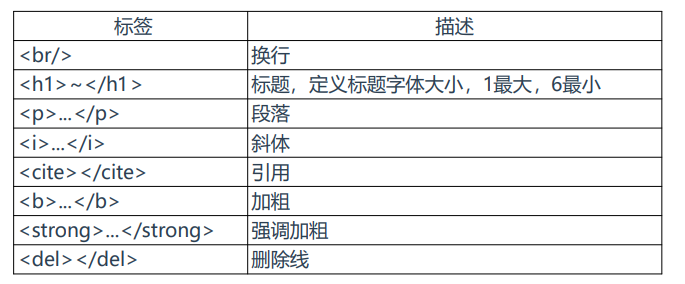 标签 描述
<br/> 换行
<h1>~</h1> 标题，定义标题字体大小，1最大，6最小
<p>...</p> 段落
<i>...</i> 斜体
<cite></cite> 引用
<b>...</b> 加粗
<strong>...</strong> 强调加粗
<del></del> 删除线